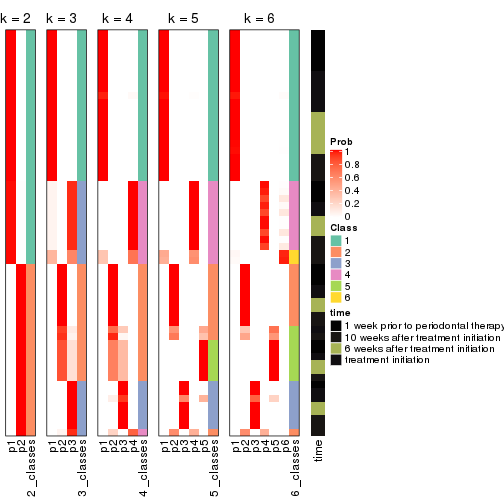 k = 2
k = 3
k = 4
k = 5
k = 6
Prob
1
0.8
0.6
0.4
0.2
0
Class
1
2
3
4
5
6
time
1 week prior to periodontal therapy
10 weeks after treatment initiation
6 weeks after treatment initiation
treatment initiation
p1
p2
2_classes
p1
p2
p3
3_classes
p1
p2
p3
p4
4_classes
p1
p2
p3
p4
p5
5_classes
p1
p2
p3
p4
p5
p6
6_classes
time